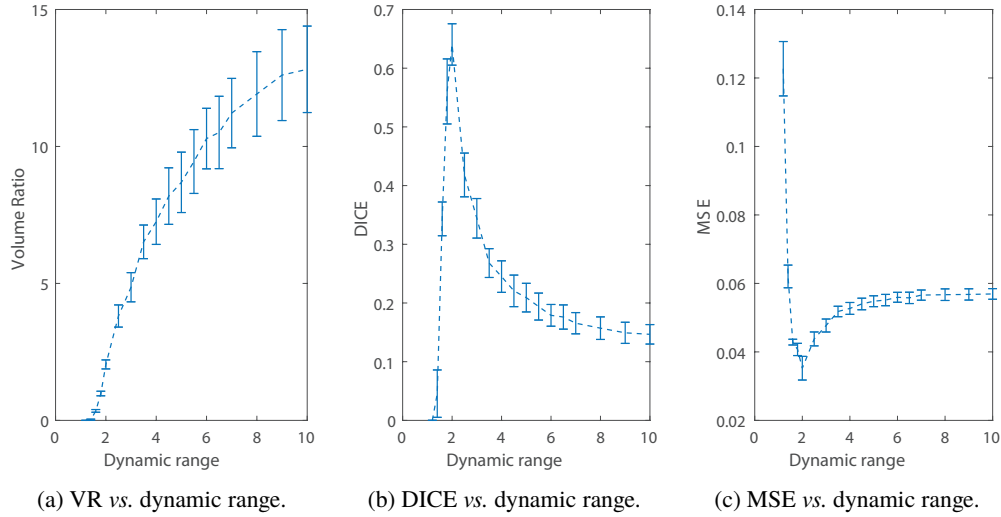 15
10
5
0
Volume Ratio
0 2 4 6 8 10
Dynamic range
(a) VR vs. dynamic range.
0.7
0.6
0.5
0.4
0.3
0.2
0.1
0
DICE
0 2 4 6 8 10
Dynamic range
(b) DICE vs. dynamic range.
0.14
0.12
0.1
0.08
0.06
0.04
0.02
MSE
0 2 4 6 8 10
Dynamic range
(c) MSE vs. dynamic range.